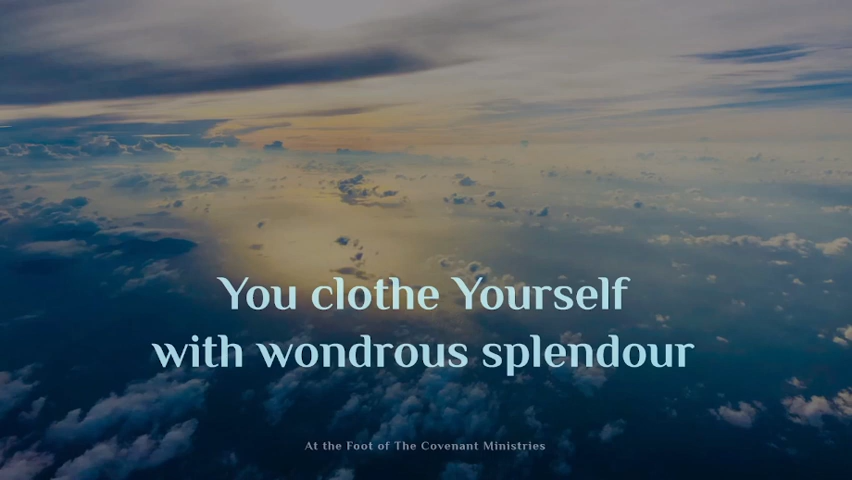 You clothe Yourself
with wondrous splendour
At the Foot of The Covenant Ministries